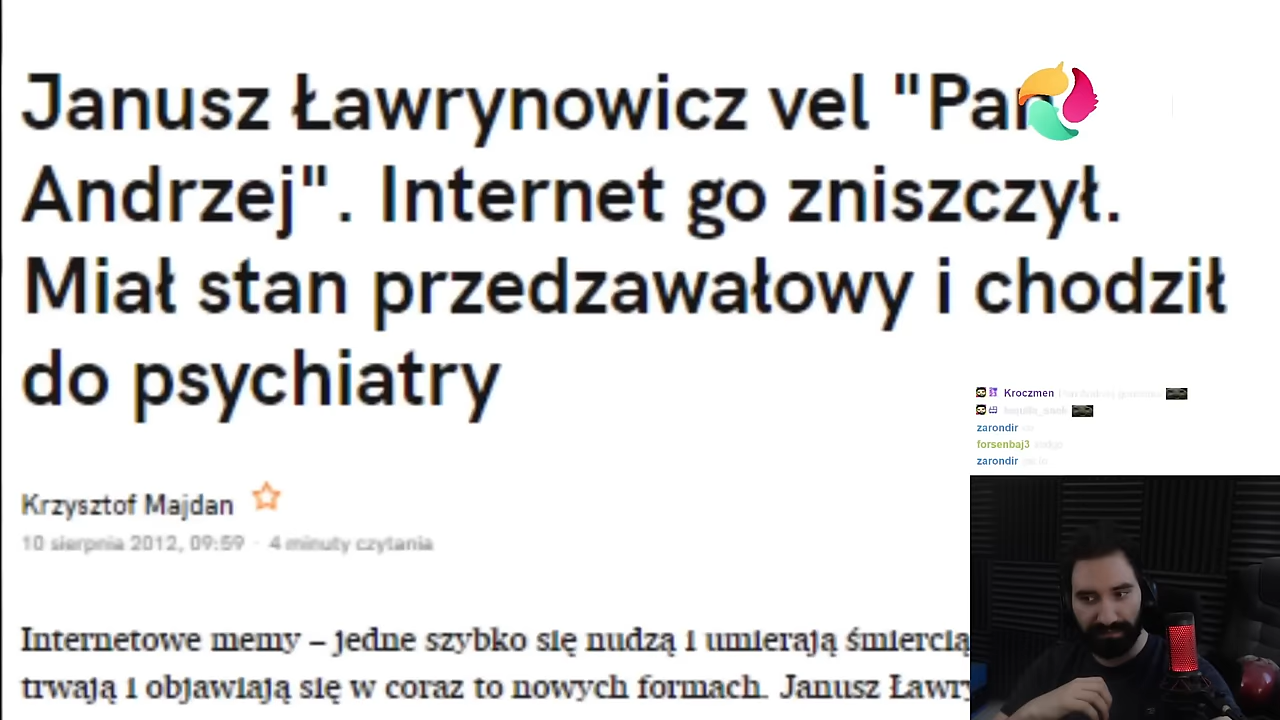 Janusz Ławrynowicz vel "Pan
Andrzej". Internet go zniszczył.
Miał stan przedzawałowy i chodził
do psychiatry
Krzysztof Majdan
10 sierpnia 2012, 09:59 · 4 minuty czytania
Internetowe memy – jedne szybko się nudzą i umierają śmiercią
trwają i objawiają się w coraz to nowych formach. Janusz
Kroczmen
zarondir
forsenbaj3
zarondir